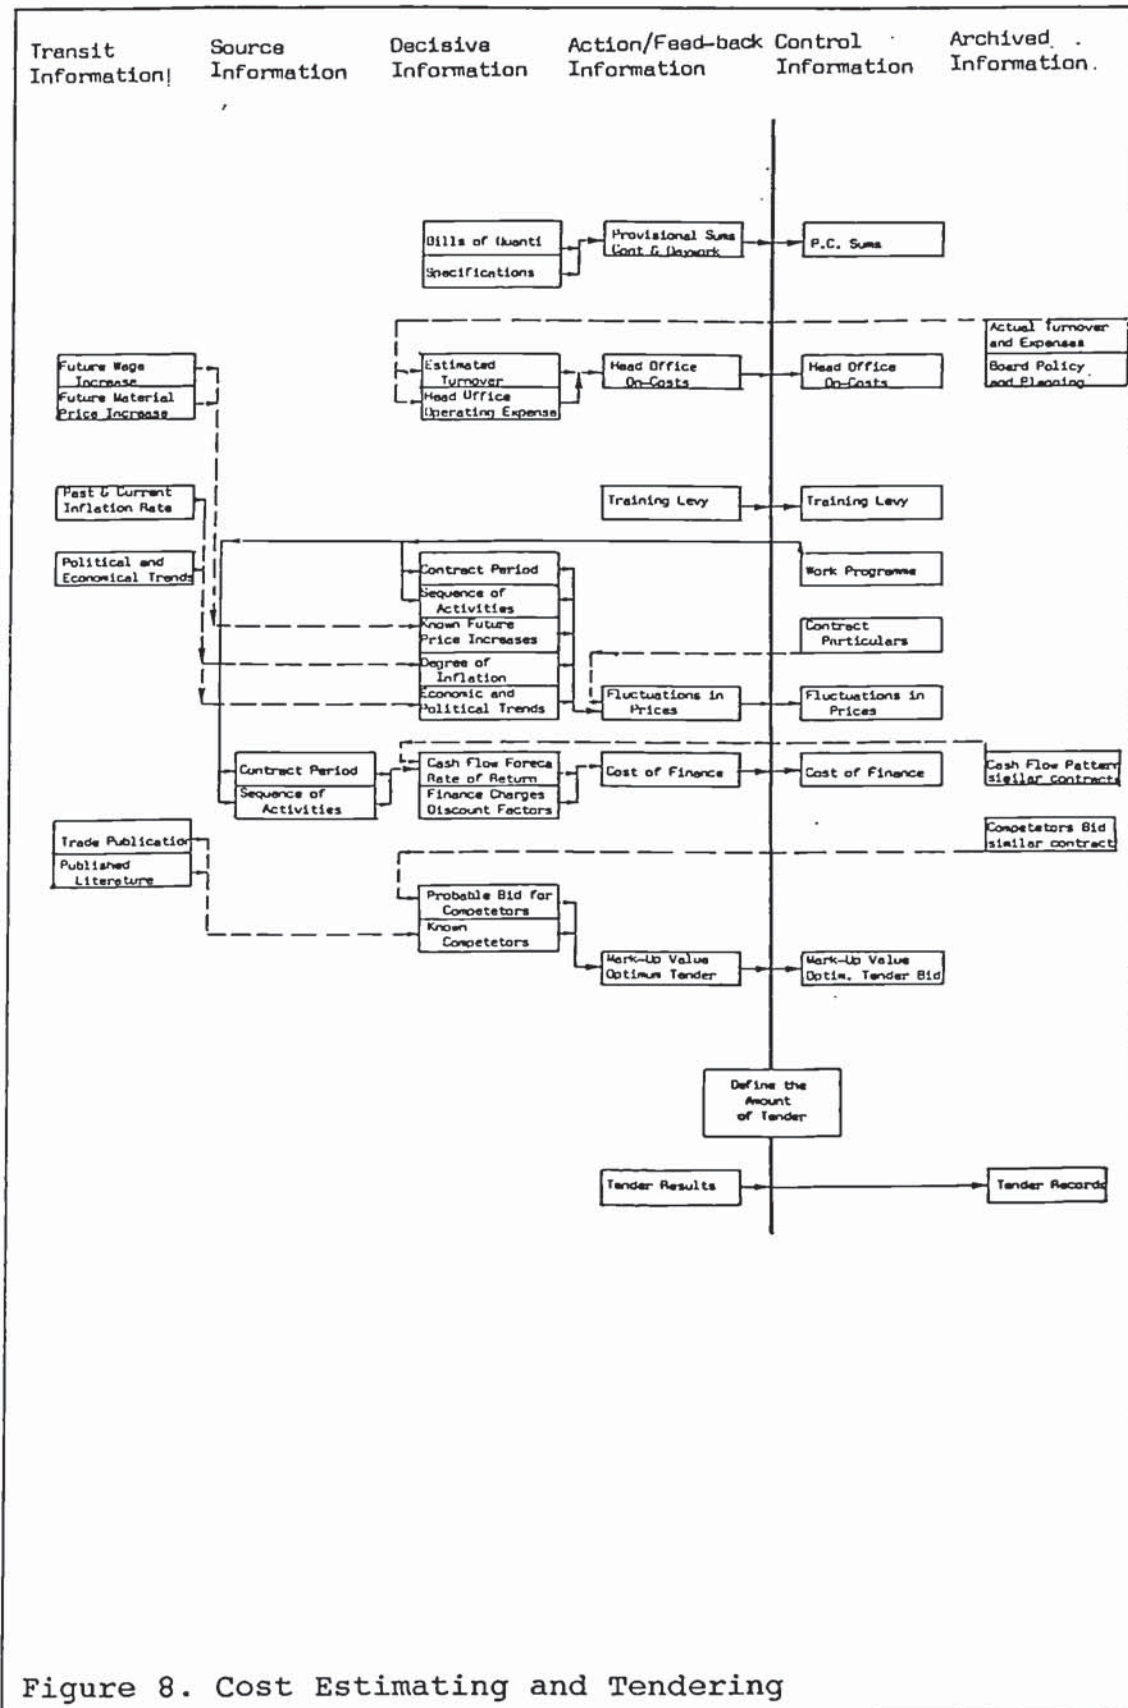 Transit
Information
Source
Information
Decisive
Information
Action/Feed-back
Information
Control
Information
Archived
Information.
Bills of Quanti
Specifications
Provisional Sums
Cont & Daywork
P.C. Sums
Actual Turnover
and Expenses
Board Policy
and Planning
Future Wage
Increase
Future Material
Price Increase
Estimated
Turnover
Head Office
Operating Expense
Head Office
On-Costs
Head Office
On-Costs
Past & Current
Inflation Rate
Training Levy
Training Levy
Political and
Economical Trends
Contract Period
Sequence of
Activities
Known Future
Price Increases
Degree of
Inflation
Economic and
Political Trends
Work Programme
Contract
Particulars
Fluctuations in
Prices
Fluctuations in
Prices
Contract Period
Sequence of
Activities
Cash Flow Foreca
Rate of Return
Finance Charges
Discount Factors
Cost of Finance
Cost of Finance
Cash Flow Pattern
similar contracts
Trade Publication
Published
Literature
Competetors Bid
similar contract
Probable Bid for
Competetors
Known
Competetors
Mark-Up Value
Optimum Tender
Mark-Up Value
Optim. Tender Bid
Define the
Amount
of Tender
Tender Results
Tender Records
Figure 8. Cost Estimating and Tendering